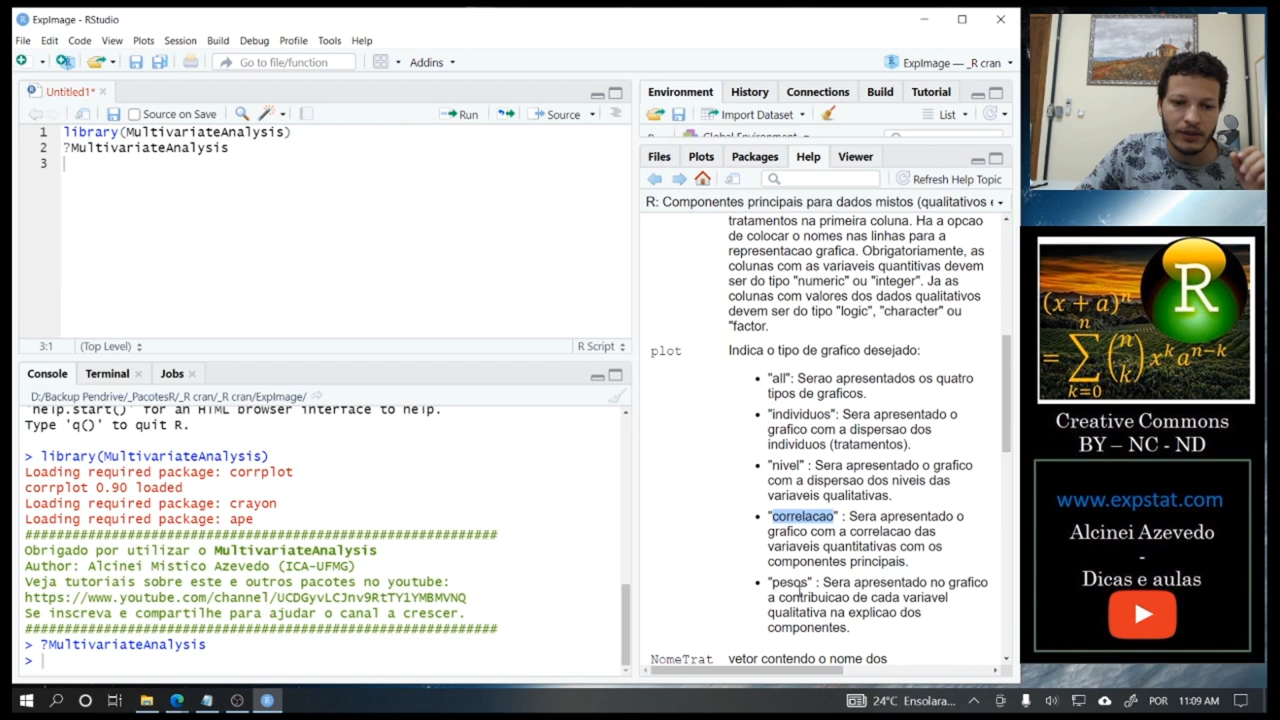 ExpImage - RStudio
File Edit Code View Plots Session Build Debug Profile Tools Help
Go to file/function
Addins
ExpImage — _R cran
Untitled1*
Source on Save
Run
Source
1 library(MultivariateAnalysis)
2 ?MultivariateAnalysis
3
3:1 (Top Level)
R Script
Console Terminal Jobs
D:/Backup Pendrive/_PacotesR/_R cran/_R cran/ExpImage/
'help.start()' for an HTML browser interface to help.
Type 'q()' to quit R.
> library(MultivariateAnalysis)
Loading required package: corrplot
corrplot 0.90 loaded
Loading required package: crayon
Loading required package: ape
##########################################################
Obrigado por utilizar o MultivariateAnalysis
Author: Alcinei Mistico Azevedo (ICA-UFMG)
Veja tutoriais sobre este e outros pacotes no youtube:
https://www.youtube.com/channel/UCDGyvLCJnv9RtTY1YMBMVNQ
Se inscreva e compartilhe para ajudar o canal a crescer.
##########################################################
> ?MultivariateAnalysis
>
Environment History Connections Build Tutorial
Import Dataset
List
Files Plots Packages Help Viewer
Refresh Help Topic
R: Componentes principais para dados mistos (qualitativos e
tratamentos na primeira coluna. Ha a opcao
de colocar o nomes nas linhas para a
representacao grafica. Obrigatoriamente, as
colunas com as variaveis quantitivas devem
ser do tipo "numeric" ou "integer". Ja as
colunas com valores dos dados qualitativos
devem ser do tipo "logic", "character" ou
"factor.
plot Indica o tipo de grafico desejado:
• "all": Serao apresentados os quatro
tipos de graficos.
• "individuos": Sera apresentado o
grafico com a dispersao dos
individuos (tratamentos).
• "nivel" : Sera apresentado o grafico
com a dispersao dos niveis das
variaveis qualitativas.
• "correlacao" : Sera apresentado o
grafico com a correlacao das
variaveis quantitativas com os
componentes principais.
• "pesos" : Sera apresentado no grafico
a contribuicao de cada variavel
qualitativa na explicao dos
componentes.
NomeTrat vetor contendo o nome dos
R
(x + a)^n
= ∑_{k=0}^{n} (n k) x^k a^{n−k}
Creative Commons
BY – NC - ND
www.expstat.com
Alcinei Azevedo
-
Dicas e aulas
24°C Ensolara...
POR
11:09 AM